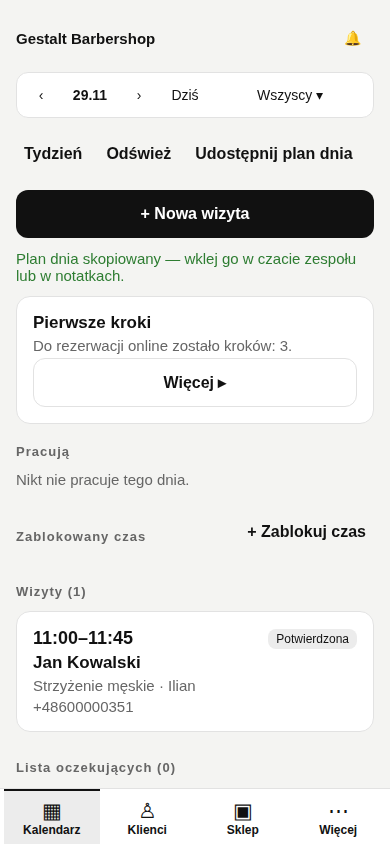 Gestalt Barbershop
‹ 29.11 › Dziś Wszyscy ▾
Tydzień Odśwież Udostępnij plan dnia
+ Nowa wizyta
Plan dnia skopiowany — wklej go w czacie zespołu
lub w notatkach.
Pierwsze kroki
Do rezerwacji online zostało kroków: 3.
Więcej ▸
Pracują
Nikt nie pracuje tego dnia.
Zablokowany czas + Zablokuj czas
Wizyty (1)
11:00–11:45 Potwierdzona
Jan Kowalski
Strzyżenie męskie · Ilian
+48600000351
Lista oczekujących (0)
Kalendarz Klienci Sklep Więcej